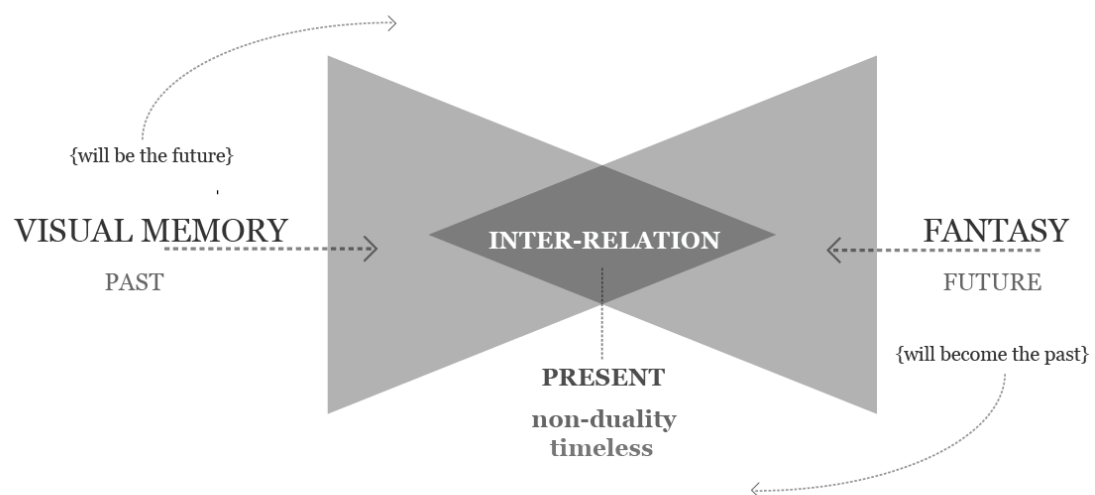 {will be the future}
VISUAL MEMORY
PAST
INTER-RELATION
FANTASY
FUTURE
{will become the past}
PRESENT
non-duality
timeless